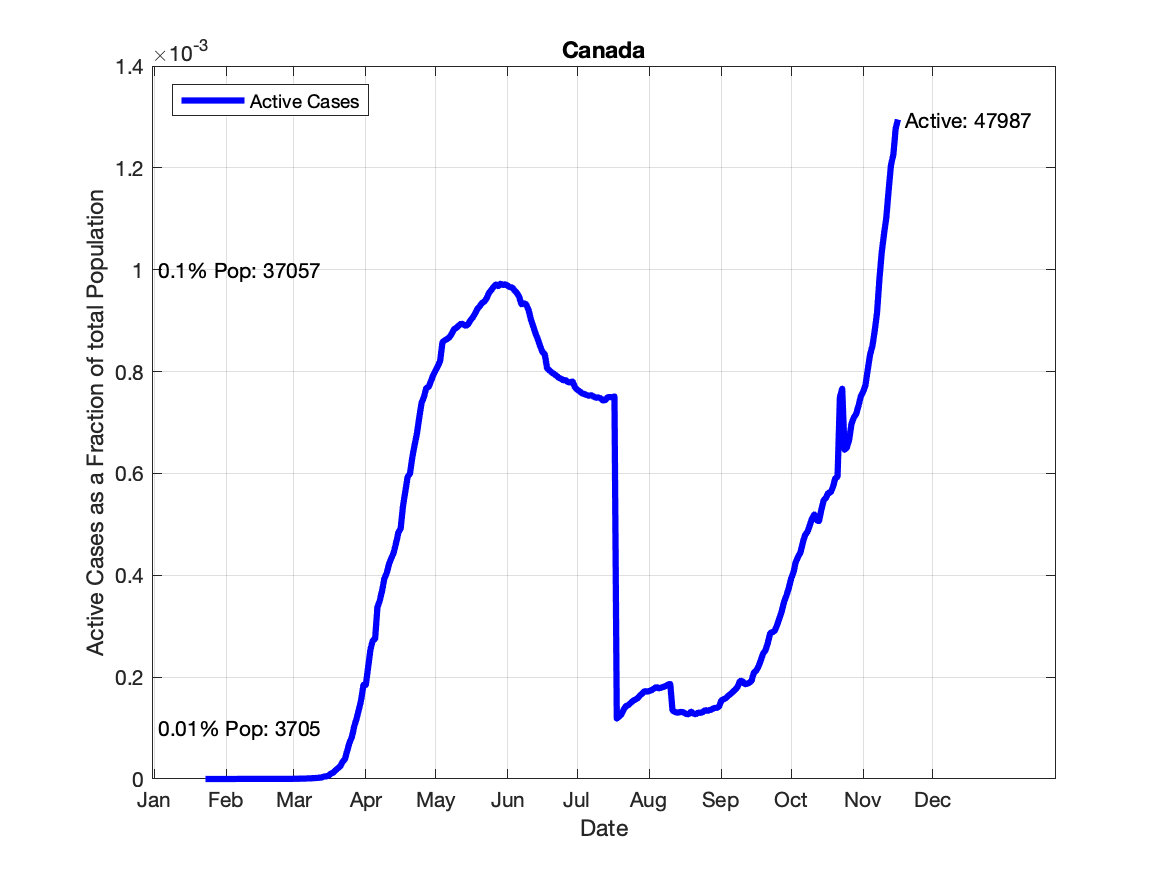 Canada
×10-3
1.4
1.2
1
0.8
0.6
0.4
0.2
0
Active Cases
Active: 47987
0.1% Pop: 37057
0.01% Pop: 3705
Active Cases as a Fraction of total Population
Jan Feb Mar Apr May Jun Jul Aug Sep Oct Nov Dec
Date